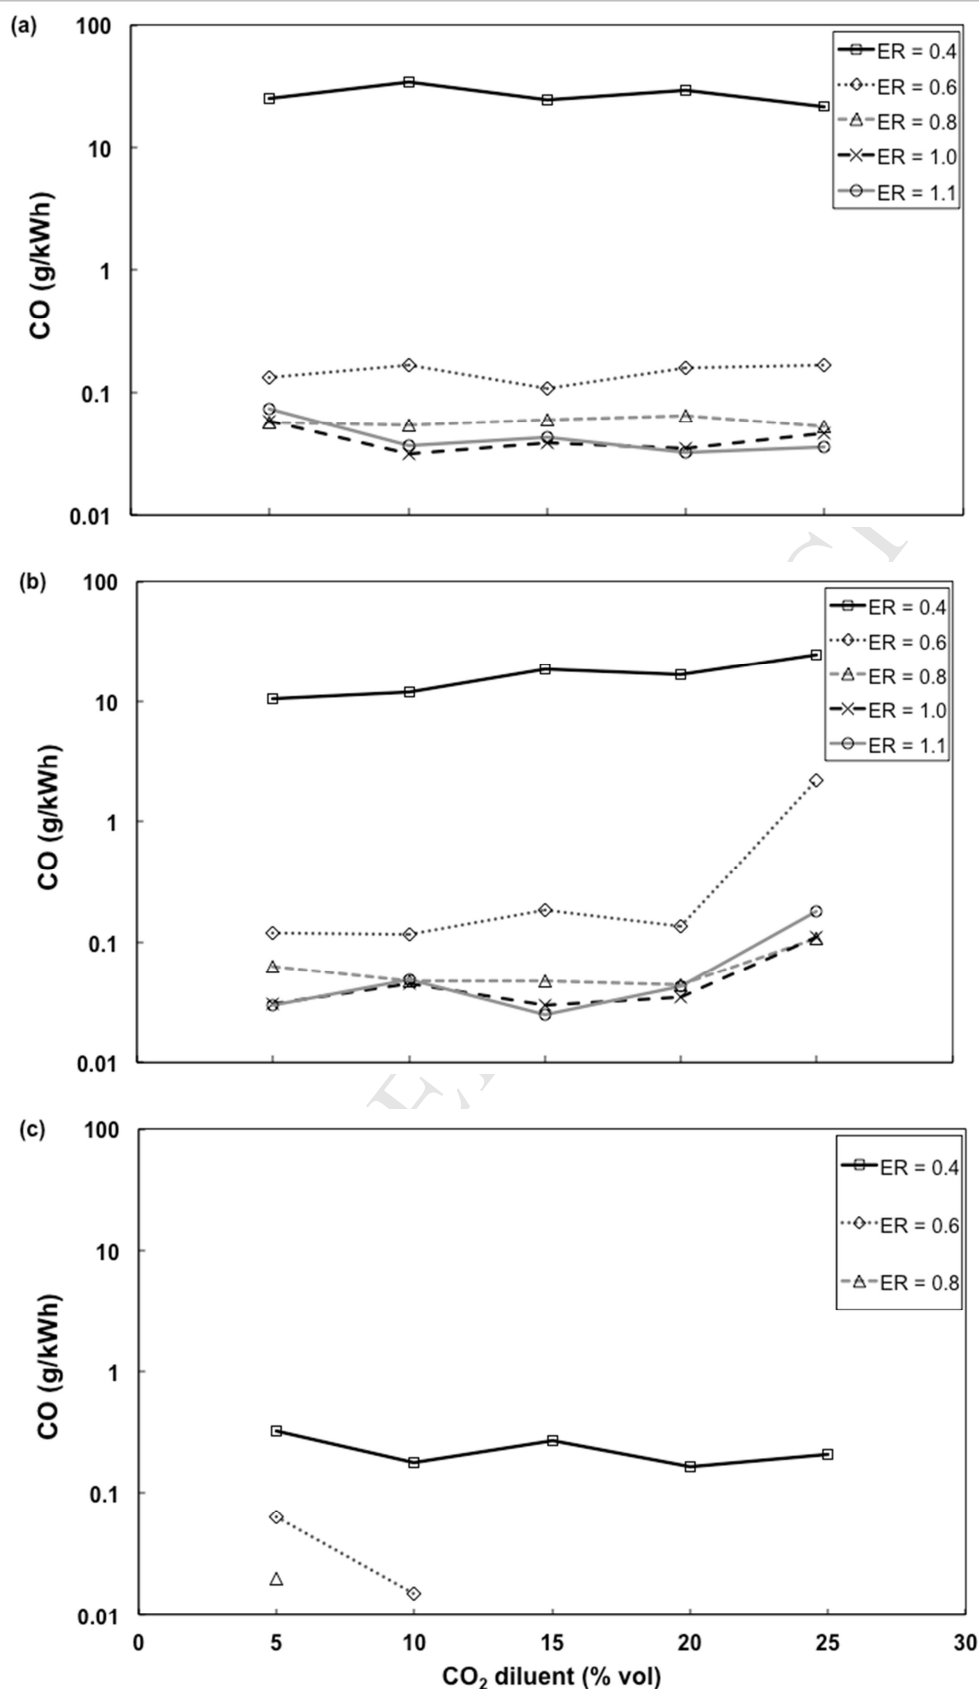 (a)
100
10
1
0.1
0.01
CO (g/kWh)
ER = 0.4
ER = 0.6
ER = 0.8
ER = 1.0
ER = 1.1
(b)
100
10
1
0.1
0.01
CO (g/kWh)
ER = 0.4
ER = 0.6
ER = 0.8
ER = 1.0
ER = 1.1
(c)
100
10
1
0.1
0.01
CO (g/kWh)
ER = 0.4
ER = 0.6
ER = 0.8
0 5 10 15 20 25 30
CO₂ diluent (% vol)